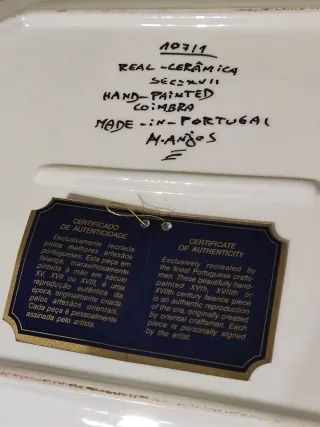 107/1
REAL-CERÂMICA
SEC=XVII
HAND-PAINTED
COIMBRA
MADE-IN-PORTUGAL
M.ANJOS
CERTIFICADO
DE AUTENTICIDADE
Exclusivamente recriada
pelos melhores artesãos
portugueses. Esta peça em
faiança, maravilhosamente
pintada à mão em século
XV, XVII ou XVIII, é uma
reprodução autêntica da
época, originalmente criada
pelos artesãos orientais.
Cada peça é pessoalmente
assinada pelo artista.
CERTIFICATE
OF AUTHENTICITY
Exclusively recreated by
the finest Portuguese crafts-
men. These beautifully hand-
painted XVth, XVIIth or
XVIIIth century faiance piece
is an authentic reproduction
of the era, originally created
by oriental craftsmen. Each
piece is personally signed
by the artist.